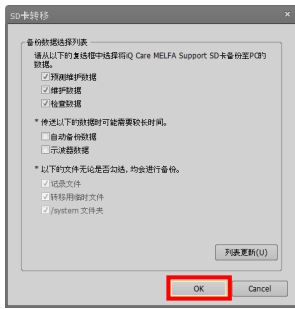 SD卡转移
×
备份数据选择列表
请从以下的复选框中选择将iQ Care MELFA Support SD卡备份至PC的
数据。
预测维护数据
维护数据
检查数据
* 传送以下的数据时可能需要较长时间。
自动备份数据
示波器数据
* 以下的文件无论是否勾选，均会进行备份。
记录文件
转移用临时文件
/system 文件夹
列表更新(U)
OK
Cancel